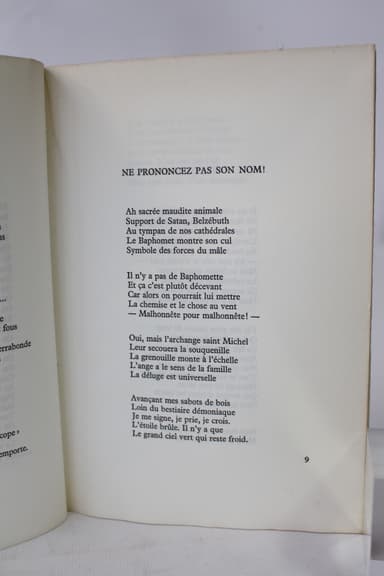 fous
errabonde
cope »
emporte.
NE PRONONCEZ PAS SON NOM!
Ah sacrée maudite animale
Support de Satan, Belzébuth
Au tympan de nos cathédrales
Le Baphomet montre son cul
Symbole des forces du mâle
Il n'y a pas de Baphomette
Et ça c'est plutôt décevant
Car alors on pourrait lui mettre
La chemise et le chose au vent
— Malhonnête pour malhonnête! —
Oui, mais l'archange saint Michel
Leur secouera la souquenille
La grenouille monte à l'échelle
L'ange a le sens de la famille
La déluge est universelle
Avançant mes sabots de bois
Loin du bestiaire démoniaque
Je me signe, je prie, je crois.
L'étoile brûle. Il n'y a que
Le grand ciel vert qui reste froid.
9